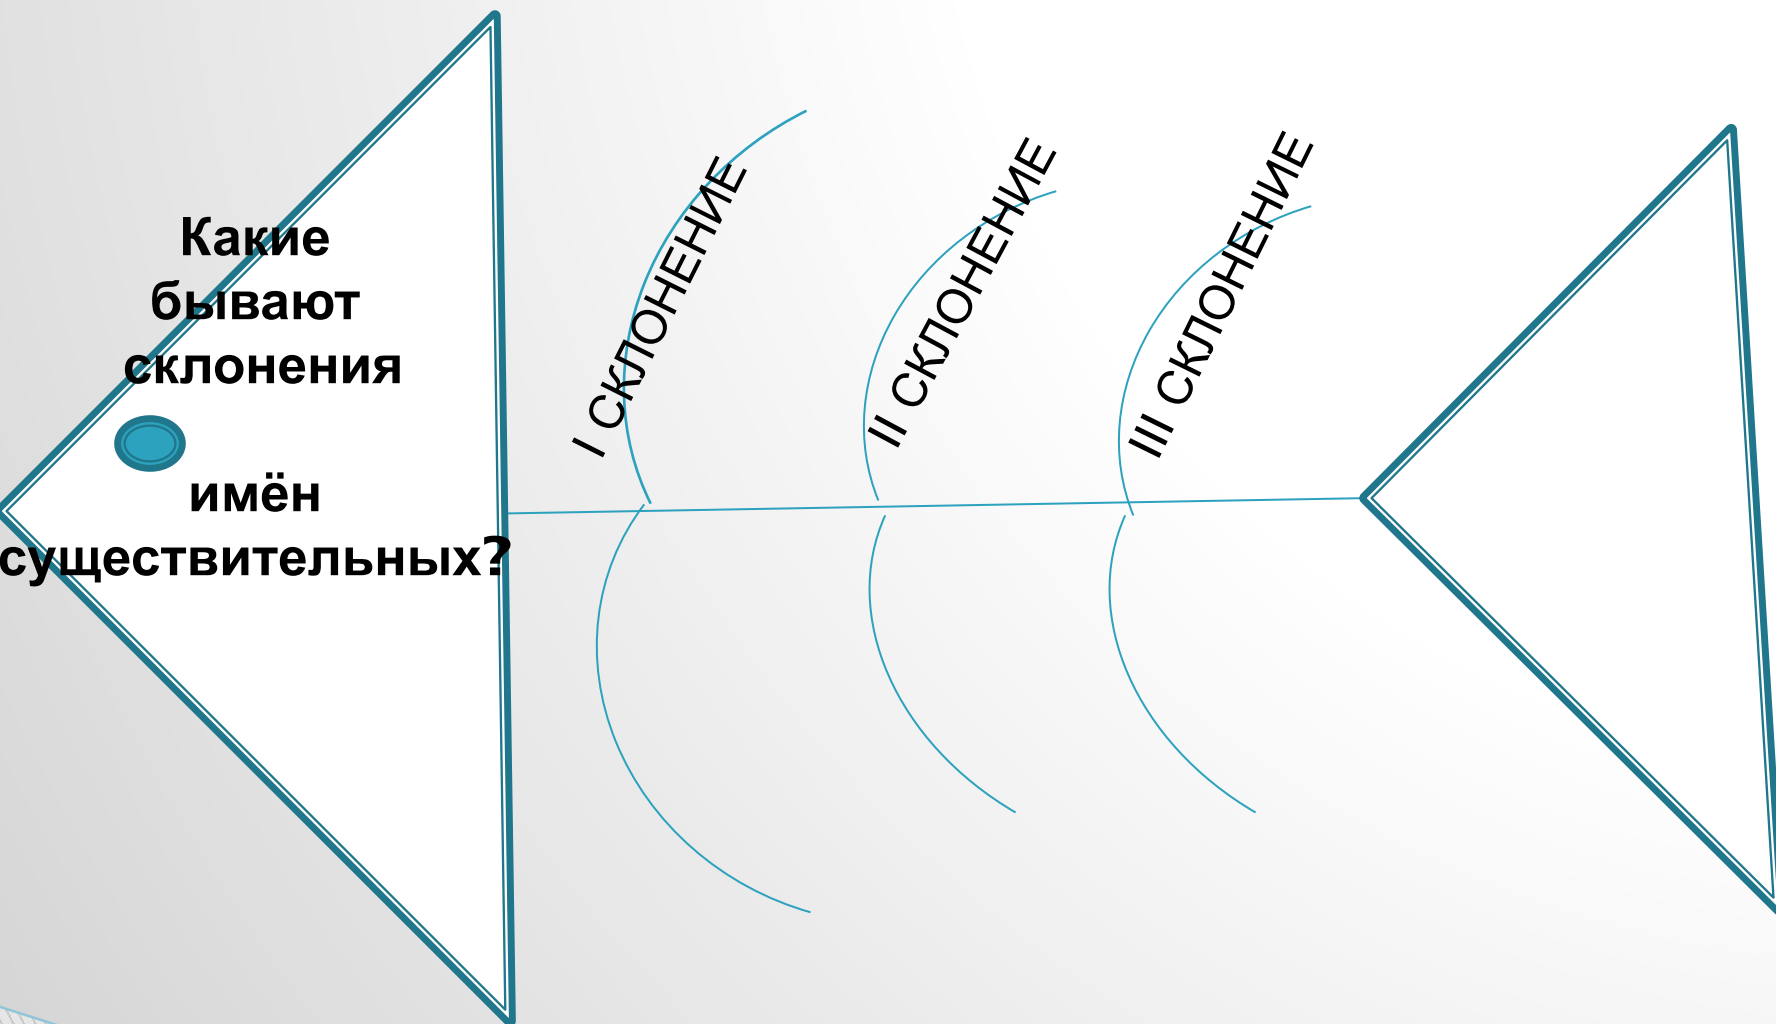 Какие
бывают
склонения
имён
существительных?
I СКЛОНЕНИЕ
II СКЛОНЕНИЕ
III СКЛОНЕНИЕ